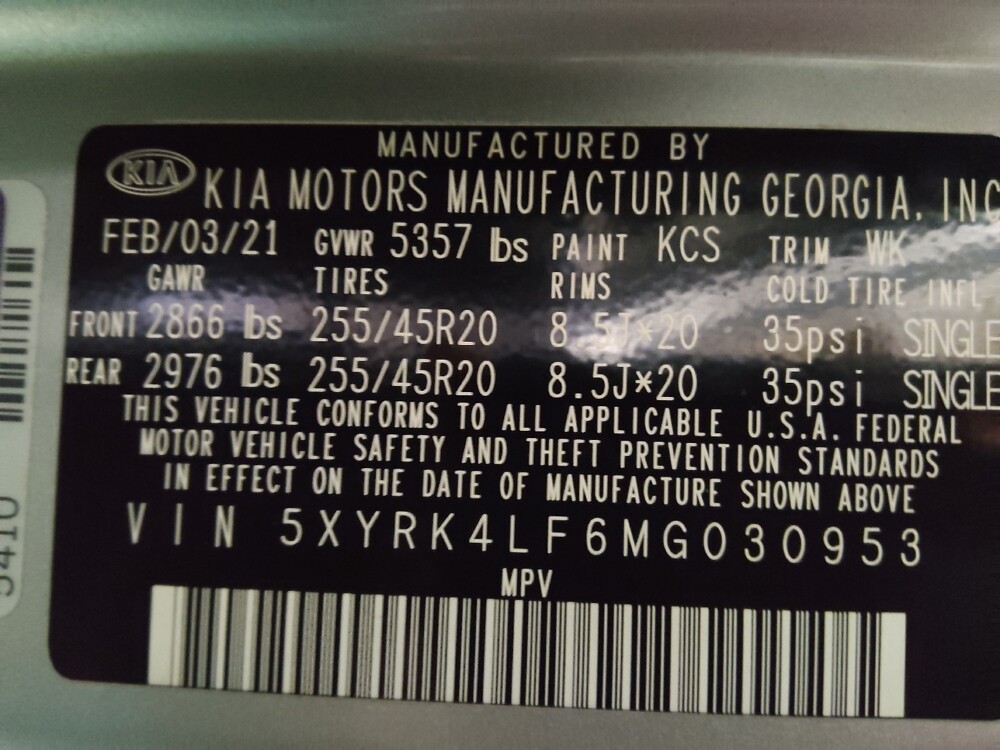 MANUFACTURED BY
KIA KIA MOTORS MANUFACTURING GEORGIA, INC
FEB/03/21 GVWR 5357 lbs PAINT KCS TRIM WK
GAWR TIRES RIMS COLD TIRE INFL
FRONT 2866 lbs 255/45R20 8.5J*20 35psi SINGLE
REAR 2976 lbs 255/45R20 8.5J*20 35psi SINGLE
THIS VEHICLE CONFORMS TO ALL APPLICABLE U.S.A. FEDERAL
MOTOR VEHICLE SAFETY AND THEFT PREVENTION STANDARDS
IN EFFECT ON THE DATE OF MANUFACTURE SHOWN ABOVE
VIN 5XYRK4LF6MG030953
MPV